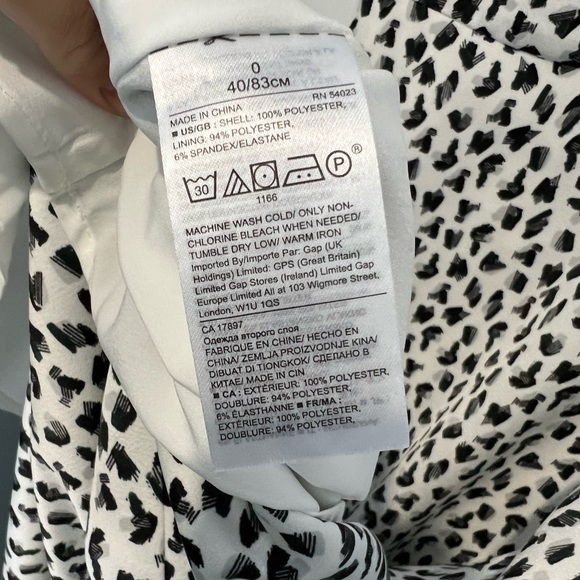 0
40/83CM
MADE IN CHINA RN 54023
■ US/GB : SHELL: 100% POLYESTER,
LINING: 94% POLYESTER,
6% SPANDEX/ELASTANE
30 P ®
1166
MACHINE WASH COLD/ ONLY NON-
CHLORINE BLEACH WHEN NEEDED/
TUMBLE DRY LOW/ WARM IRON
Imported By/Importe Par: Gap (UK
Holdings) Limited: GPS (Great Britain)
Limited Gap Stores (Ireland) Limited Gap
Europe Limited All at 103 Wigmore Street,
London, W1U 1QS
CA 17897
Одежда второго слоя
FABRIQUE EN CHINE/ HECHO EN
CHINA/ ZEMLJA PROIZV/ODNJE KINA/
DIBUAT DI TIONGKOK/ СДЕЛАНО В
КИТАЕ/ MADE IN CIN
■ CA : EXTÉRIEUR: 100% POLYESTER,
DOUBLURE: 94% POLYESTER,
6% ÉLASTHANNE ■ FR/MA :
EXTÉRIEUR: 100% POLYESTER,
DOUBLURE: 94% POLYESTER,